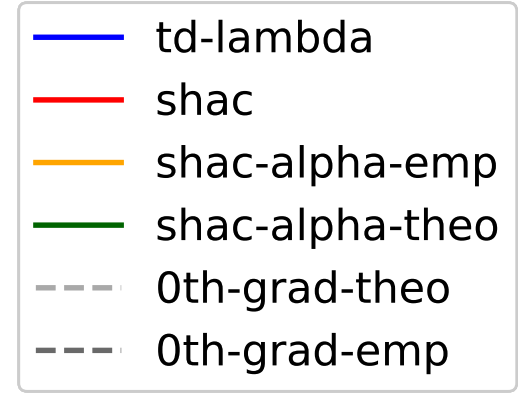 td-lambda
shac
shac-alpha-emp
shac-alpha-theo
0th-grad-theo
0th-grad-emp